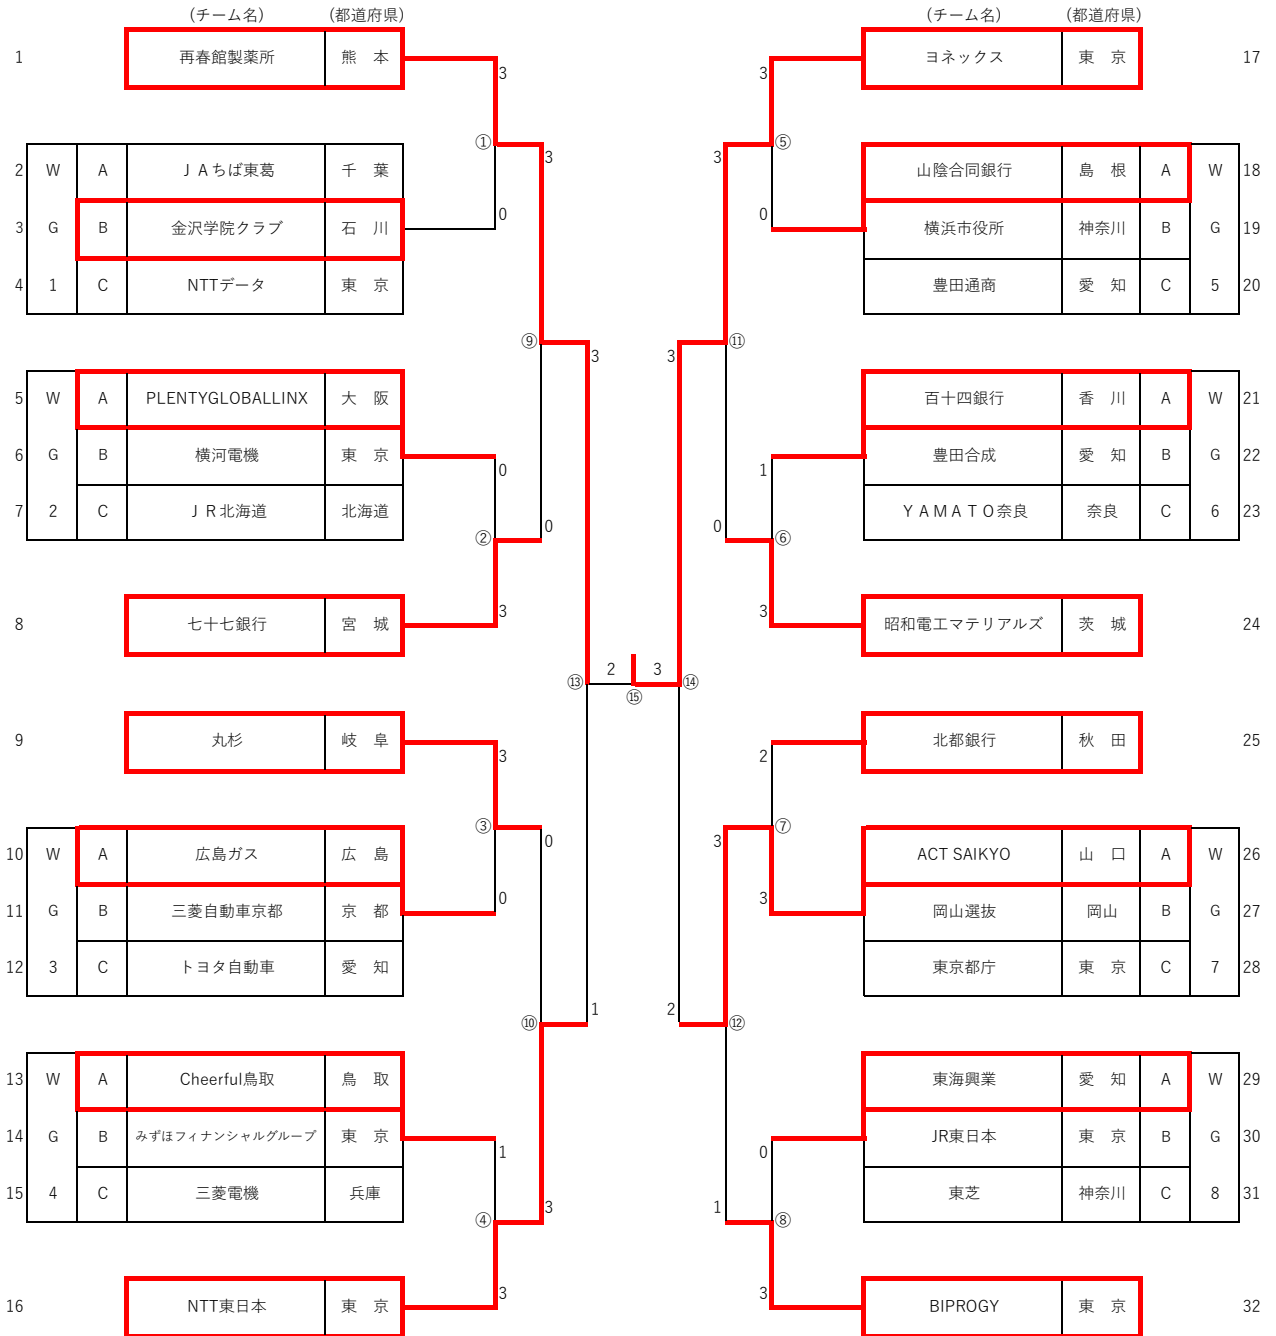 (チーム名) (都道府県) (チーム名) (都道府県)
1 再春館製薬所 熊　本 ヨネックス 東　京 17
3 3
① ⑤
3 3
2 W A ＪＡちば東葛 千　葉 山陰合同銀行 島　根 A W 18
0 0
3 G B 金沢学院クラブ 石　川 横浜市役所 神奈川 B G 19
4 1 C NTTデータ 東　京 豊田通商 愛　知 C 5 20
⑨ ⑪
3 3
5 W A PLENTYGLOBALLINX 大　阪 百十四銀行 香　川 A W 21
6 G B 横河電機 東　京 豊田合成 愛　知 B G 22
0 1
7 2 C ＪＲ北海道 北海道 ＹＡＭＡＴＯ奈良 奈良 C 6 23
0 0
② ⑥
3 3
8 七十七銀行 宮　城 昭和電工マテリアルズ 茨　城 24
2 3
⑬ ⑭
⑮
9 丸杉 岐　阜 北都銀行 秋　田 25
3 2
③ ⑦
0 3
10 W A 広島ガス 広　島 ACT SAIKYO 山　口 A W 26
0 3
11 G B 三菱自動車京都 京　都 岡山選抜 岡山 B G 27
12 3 C トヨタ自動車 愛　知 東京都庁 東　京 C 7 28
1 2
⑩ ⑫
13 W A Cheerful鳥取 鳥　取 東海興業 愛　知 A W 29
14 G B みずほフィナンシャルグループ 東　京 JR東日本 東　京 B G 30
1 0
15 4 C 三菱電機 兵庫 東芝 神奈川 C 8 31
3 1
④ ⑧
3 3
16 NTT東日本 東　京 BIPROGY 東　京 32